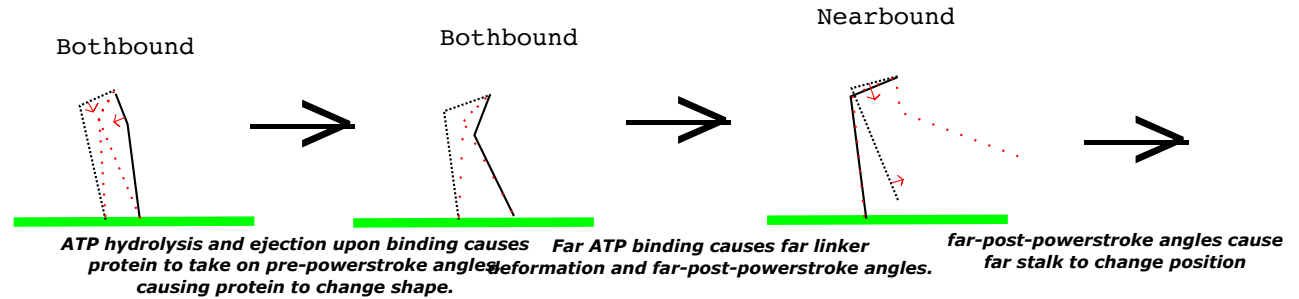 Bothbound
Bothbound
Nearbound
ATP hydrolysis and ejection upon binding causes
protein to take on pre-powerstroke angles,
causing protein to change shape.
Far ATP binding causes far linker
deformation and far-post-powerstroke angles.
far-post-powerstroke angles cause
far stalk to change position